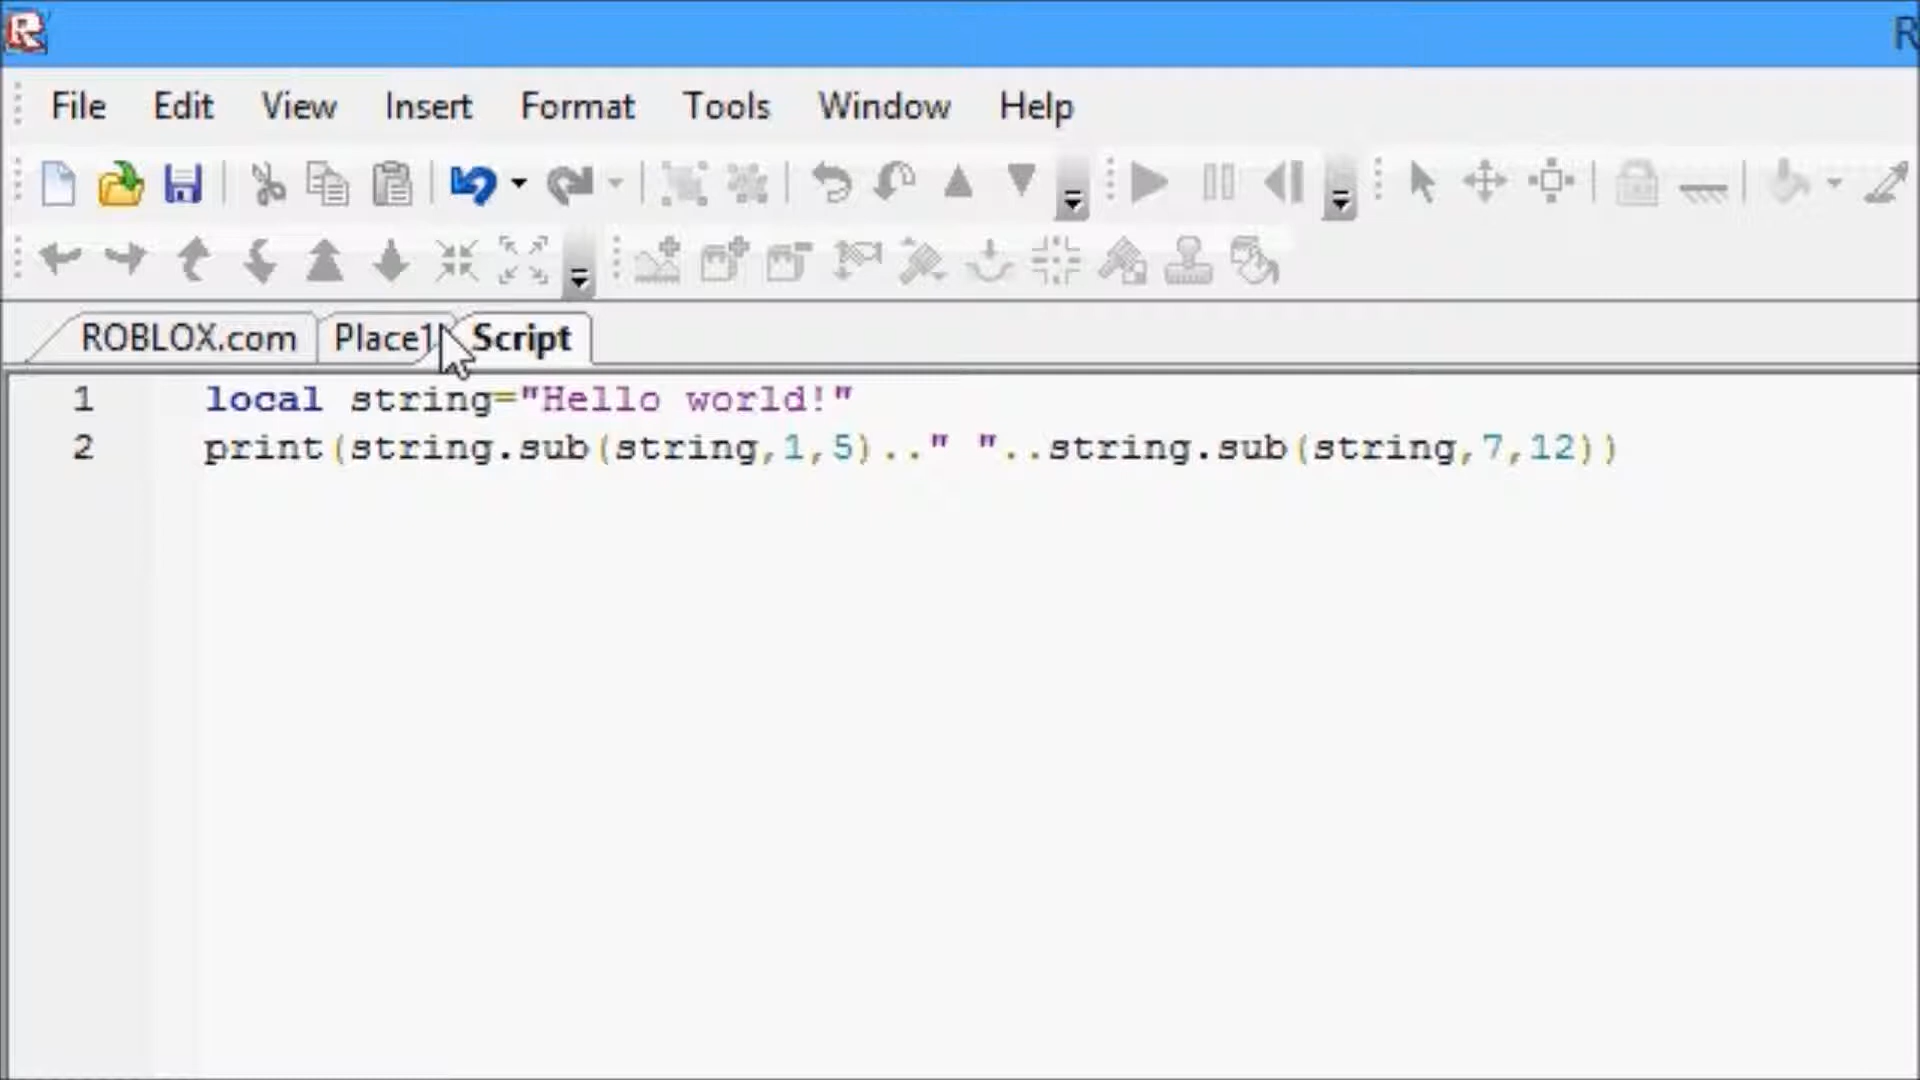 R
File Edit View Insert Format Tools Window Help
ROBLOX.com Place1 Script
1 local string="Hello world!"
2 print(string.sub(string,1,5).." "..string.sub(string,7,12))